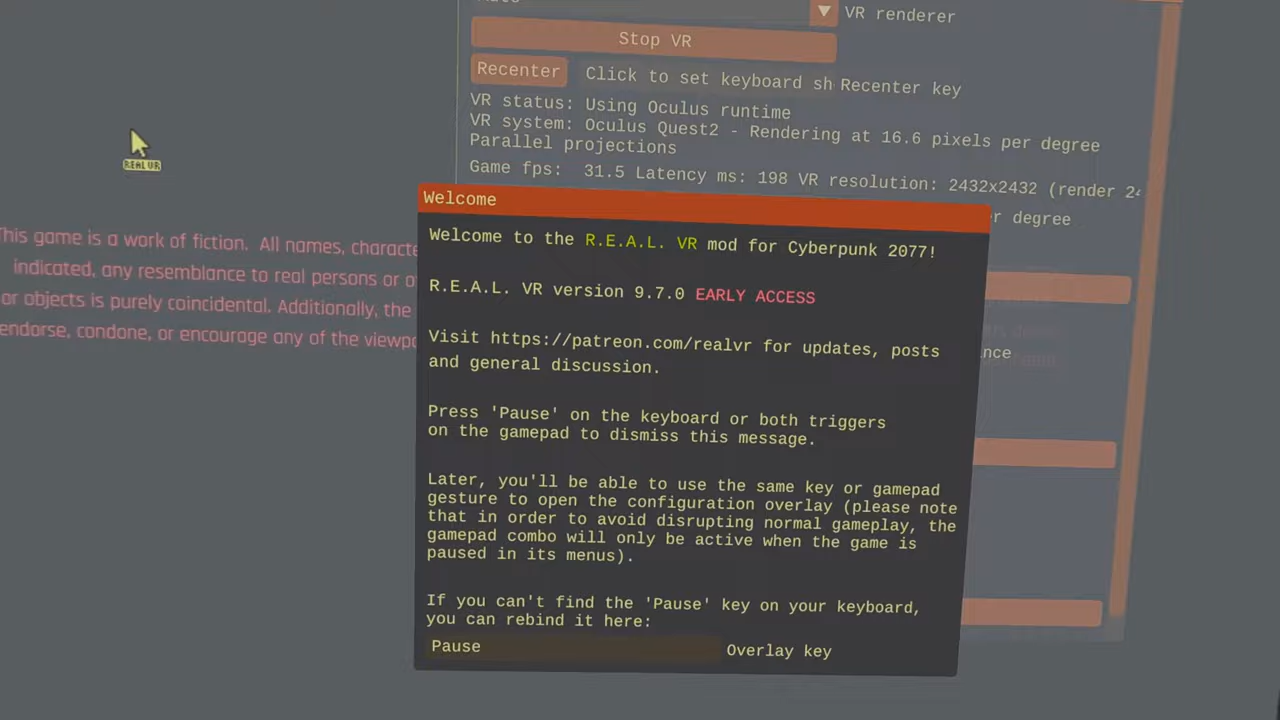 VR renderer
Stop VR
Recenter Click to set keyboard sh Recenter key
VR status: Using Oculus runtime
VR system: Oculus Quest2 - Rendering at 16.6 pixels per degree
Parallel projections
Game fps: 31.5 Latency ms: 198 VR resolution: 2432x2432 (render 24
r degree
REAL VR
This game is a work of fiction. All names, characte
indicated, any resemblance to real persons or
or objects is purely coincidental. Additionally, the
endorse, condone, or encourage any of the viewp
Welcome
Welcome to the R.E.A.L. VR mod for Cyberpunk 2077!
R.E.A.L. VR version 9.7.0 EARLY ACCESS
Visit https://patreon.com/realvr for updates, posts
and general discussion.
Press 'Pause' on the keyboard or both triggers
on the gamepad to dismiss this message.
Later, you'll be able to use the same key or gamepad
gesture to open the configuration overlay (please note
that in order to avoid disrupting normal gameplay, the
gamepad combo will only be active when the game is
paused in its menus).
If you can't find the 'Pause' key on your keyboard,
you can rebind it here:
Pause Overlay key
nce